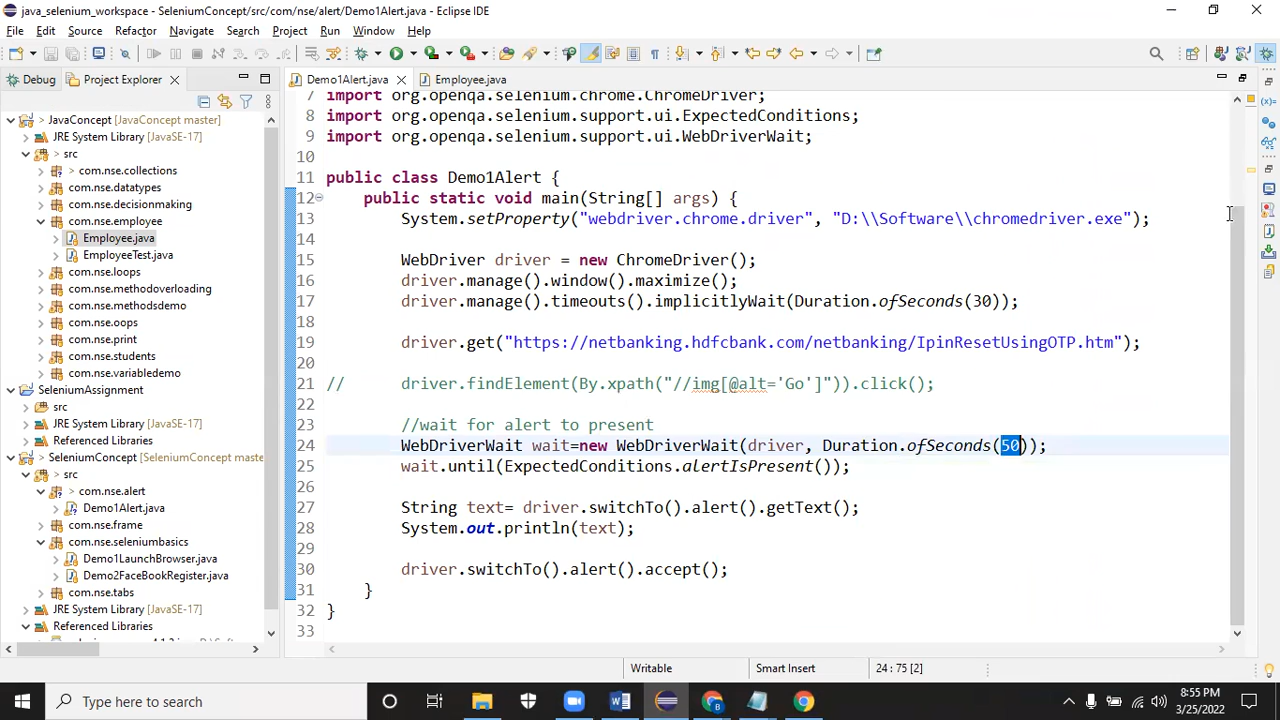 java_selenium_workspace - SeleniumConcept/src/com/nse/alert/Demo1Alert.java - Eclipse IDE
File Edit Source Refactor Navigate Search Project Run Window Help
Debug Project Explorer
Demo1Alert.java Employee.java
JavaConcept [JavaConcept master]
JRE System Library [JavaSE-17]
src
> com.nse.collections
com.nse.datatypes
com.nse.decisionmaking
com.nse.employee
Employee.java
EmployeeTest.java
com.nse.loops
com.nse.methodoverloading
com.nse.methodsdemo
com.nse.oops
com.nse.print
com.nse.students
com.nse.variabledemo
SeleniumAssignment
src
JRE System Library [JavaSE-17]
Referenced Libraries
> SeleniumConcept [SeleniumConcept master]
> src
com.nse.alert
Demo1Alert.java
com.nse.frame
com.nse.seleniumbasics
Demo1LaunchBrowser.java
Demo2FaceBookRegister.java
com.nse.tabs
JRE System Library [JavaSE-17]
Referenced Libraries
7 import org.openqa.selenium.chrome.ChromeDriver;
8 import org.openqa.selenium.support.ui.ExpectedConditions;
9 import org.openqa.selenium.support.ui.WebDriverWait;
10
11 public class Demo1Alert {
12 public static void main(String[] args) {
13 System.setProperty("webdriver.chrome.driver", "D:\\Software\\chromedriver.exe");
14
15 WebDriver driver = new ChromeDriver();
16 driver.manage().window().maximize();
17 driver.manage().timeouts().implicitlyWait(Duration.ofSeconds(30));
18
19 driver.get("https://netbanking.hdfcbank.com/netbanking/IpinResetUsingOTP.htm");
20
21 // driver.findElement(By.xpath("//img[@alt='Go']")).click();
22
23 //wait for alert to present
24 WebDriverWait wait=new WebDriverWait(driver, Duration.ofSeconds(50));
25 wait.until(ExpectedConditions.alertIsPresent());
26
27 String text= driver.switchTo().alert().getText();
28 System.out.println(text);
29
30 driver.switchTo().alert().accept();
31 }
32 }
33
Writable Smart Insert 24 : 75 [2]
Type here to search
8:55 PM
3/25/2022